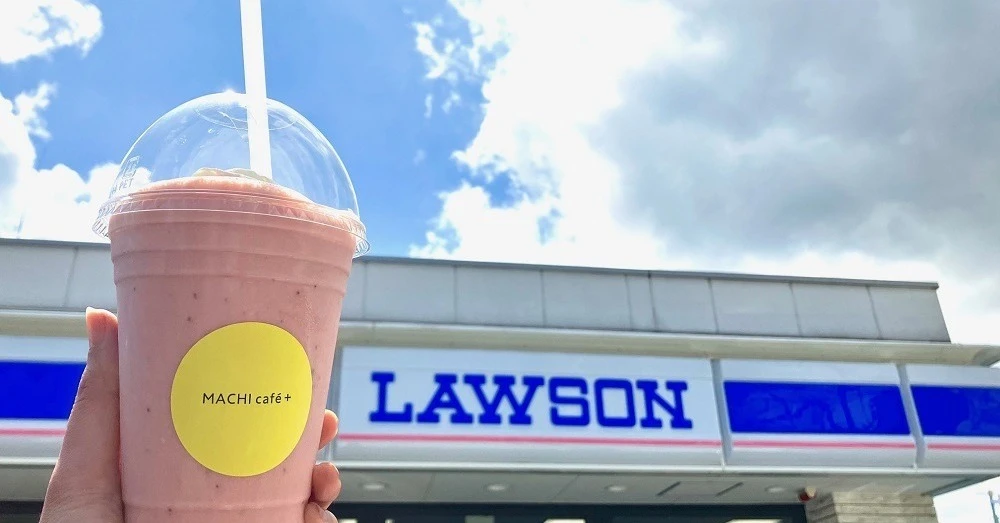 MACHI café +
LAWSON